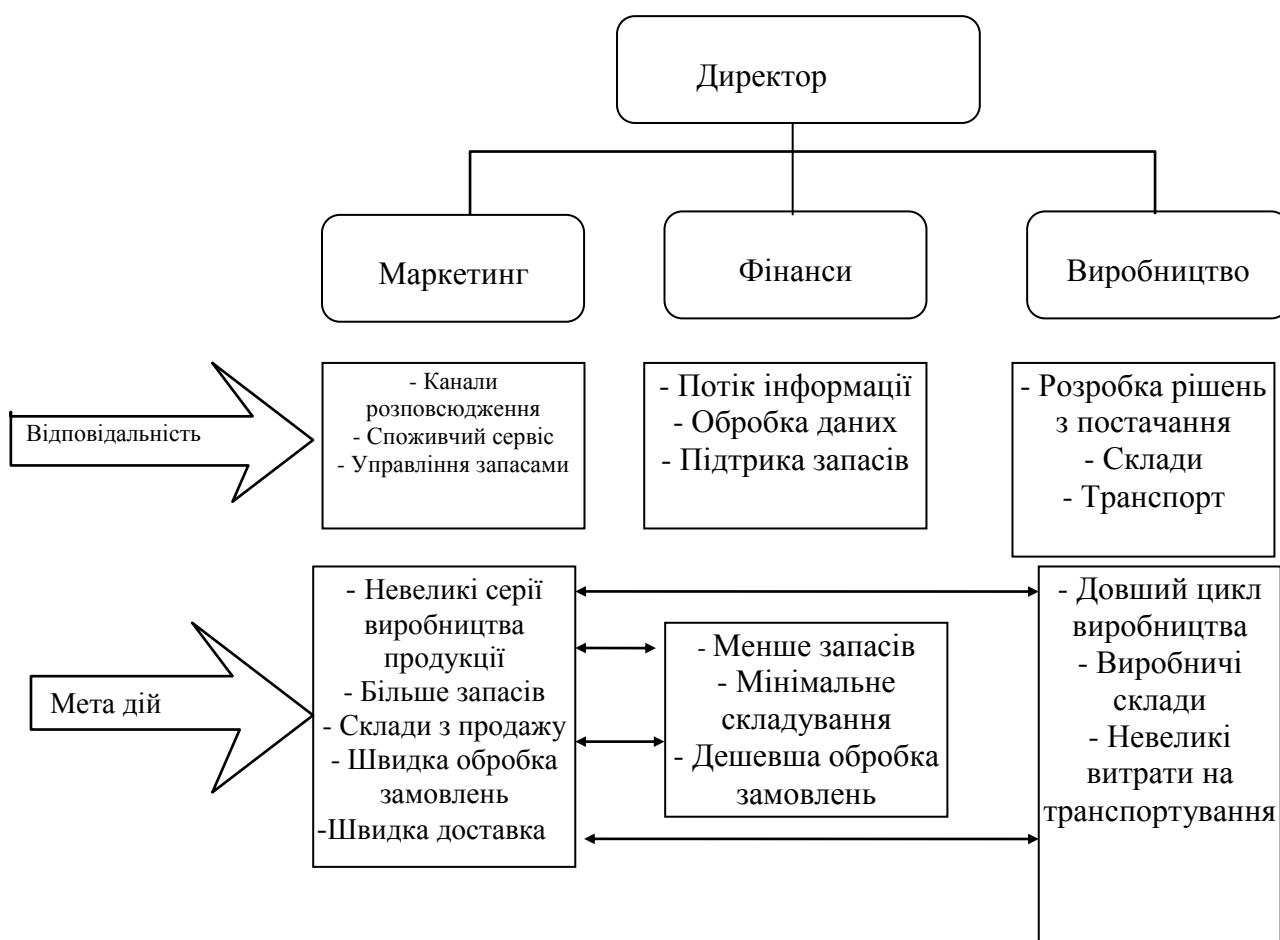 Директор
Маркетинг
Фінанси
Виробництво
Відповідальність
- Канали
розповсюдження
- Споживчий сервіс
- Управління запасами
- Потік інформації
- Обробка даних
- Підтрика запасів
- Розробка рішень
з постачання
- Склади
- Транспорт
Мета дій
- Невеликі серії
виробництва
продукції
- Більше запасів
- Склади з продажу
- Швидка обробка
замовлень
-Швидка доставка
- Менше запасів
- Мінімальне
складування
- Дешевша обробка
замовлень
- Довший цикл
виробництва
- Виробничі
склади
- Невеликі
витрати на
транспортування